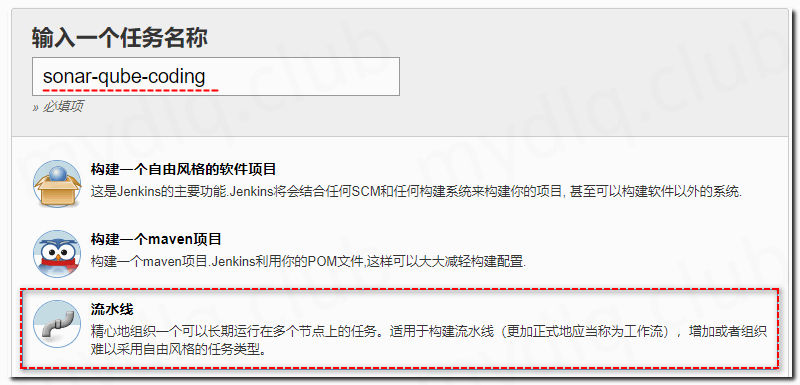 输入一个任务名称
sonar-qube-coding
» 必填项
构建一个自由风格的软件项目
这是Jenkins的主要功能.Jenkins将会结合任何SCM和任何构建系统来构建你的项目, 甚至可以构建软件以外的系统.
构建一个maven项目
构建一个maven项目.Jenkins利用你的POM文件,这样可以大大减轻构建配置.
流水线
精心地组织一个可以长期运行在多个节点上的任务。适用于构建流水线（更加正式地应当称为工作流），增加或者组织
难以采用自由风格的任务类型。
mydlq.club
mydlq.club